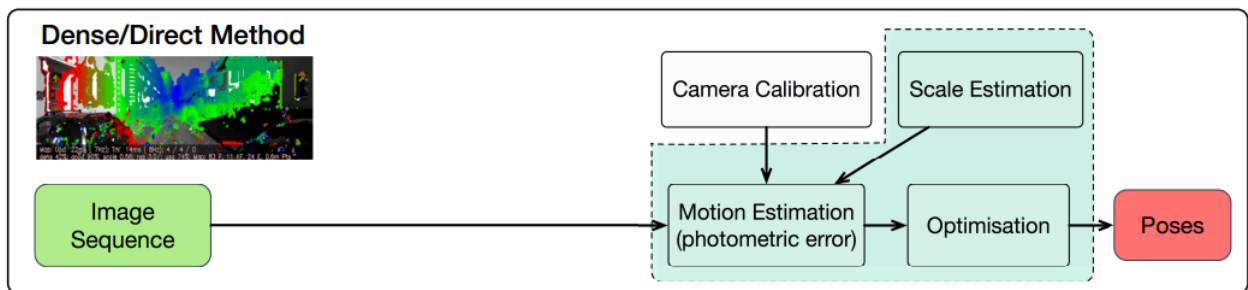 Dense/Direct Method
Camera Calibration
Scale Estimation
Image
Sequence
Motion Estimation
(photometric error)
Optimisation
Poses